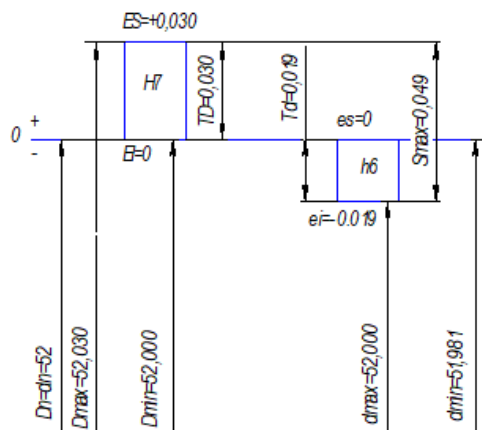 ES=+0,030
H7
TD=0,030
Td=0,019
es=0
Smax=0,049
+
0
-
EI=0
h6
ei=-0.019
Dn=dn=52
Dmax=52,030
Dmin=52,000
dmax=52,000
dmin=51,981